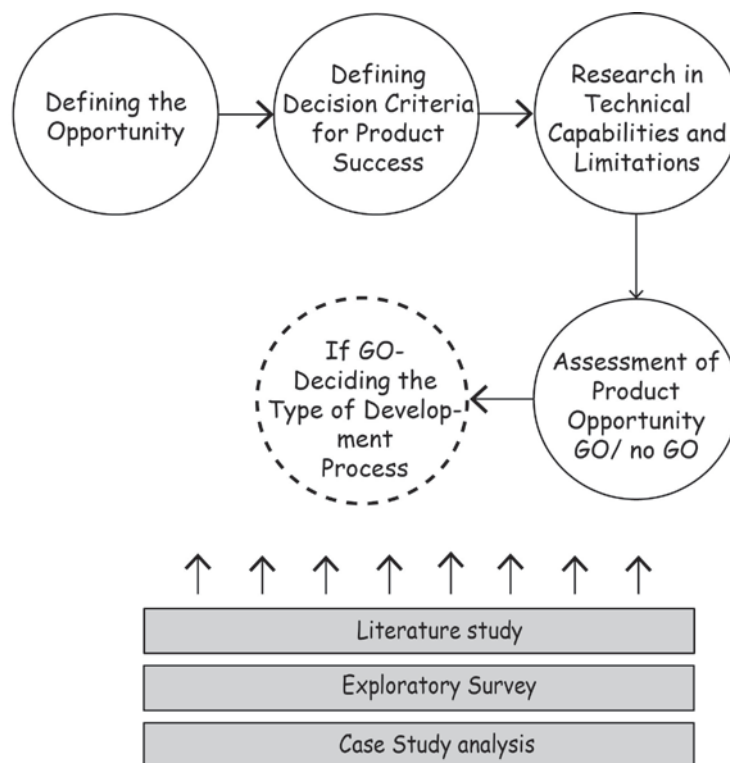 Defining the
Opportunity
Defining
Decision Criteria
for Product
Success
Research in
Technical
Capabilities and
Limitations
Assessment of
Product
Opportunity
GO/ no GO
If GO-
Deciding the
Type of Develop-
ment
Process
Literature study
Exploratory Survey
Case Study analysis